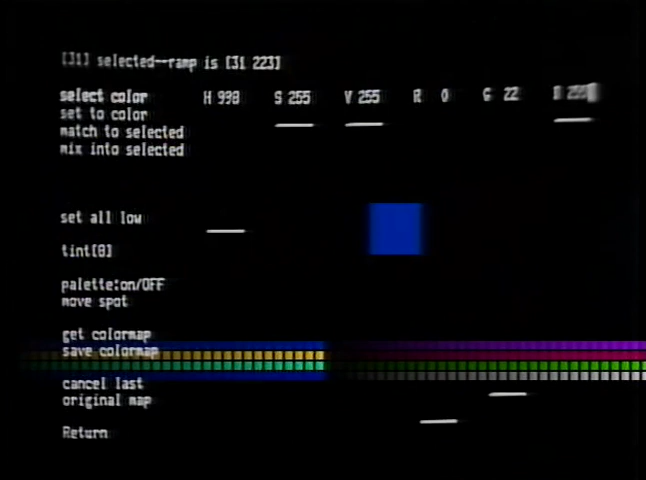 [31] selected--ramp is [31 223]
select color H 998 S 255 V 255 R 0 G 22
set to color
match to selected
mix into selected
set all low
tint[0]
palette:on/OFF
move spot
get colormap
save colormap
cancel last
original map
Return